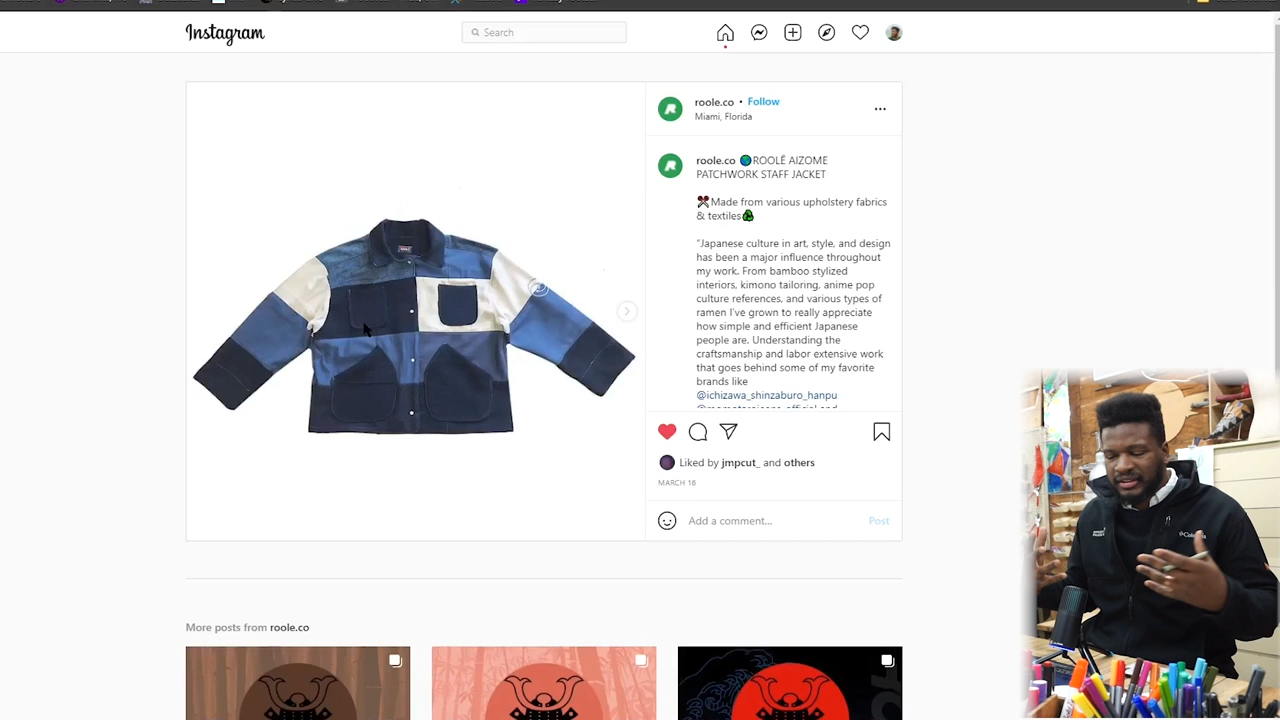 Instagram
Search
roole.co • Follow
Miami, Florida
roole.co 🌎ROOLĒ AIZOME
PATCHWORK STAFF JACKET
Made from various upholstery fabrics
& textiles
"Japanese culture in art, style, and design
has been a major influence throughout
my work. From bamboo stylized
interiors, kimono tailoring, anime pop
culture references, and various types of
ramen I've grown to really appreciate
how simple and efficient Japanese
people are. Understanding the
craftsmanship and labor extensive work
that goes behind some of my favorite
brands like
@ichizawa_shinzaburo_hanpu
Liked by jmpcut_ and others
MARCH 16
Add a comment...
Post
More posts from roole.co
Columbia